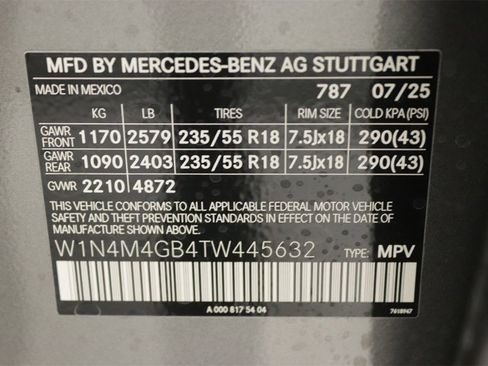 MFD BY MERCEDES-BENZ AG STUTTGART
MADE IN MEXICO 787 07/25
KG LB TIRES RIM SIZE COLD KPA (PSI)
GAWR FRONT 1170 2579 235/55 R18 7.5Jx18 290(43)
GAWR REAR 1090 2403 235/55 R18 7.5Jx18 290(43)
GVWR 2210 4872
THIS VEHICLE CONFORMS TO ALL APPLICABLE FEDERAL MOTOR VEHICLE
SAFETY AND THEFT PREVENTION STANDARDS IN EFFECT ON THE DATE OF
MANUFACTURE SHOWN ABOVE.
W1N4M4GB4TW445632 TYPE: MPV
A 000 817 54 04 7618947